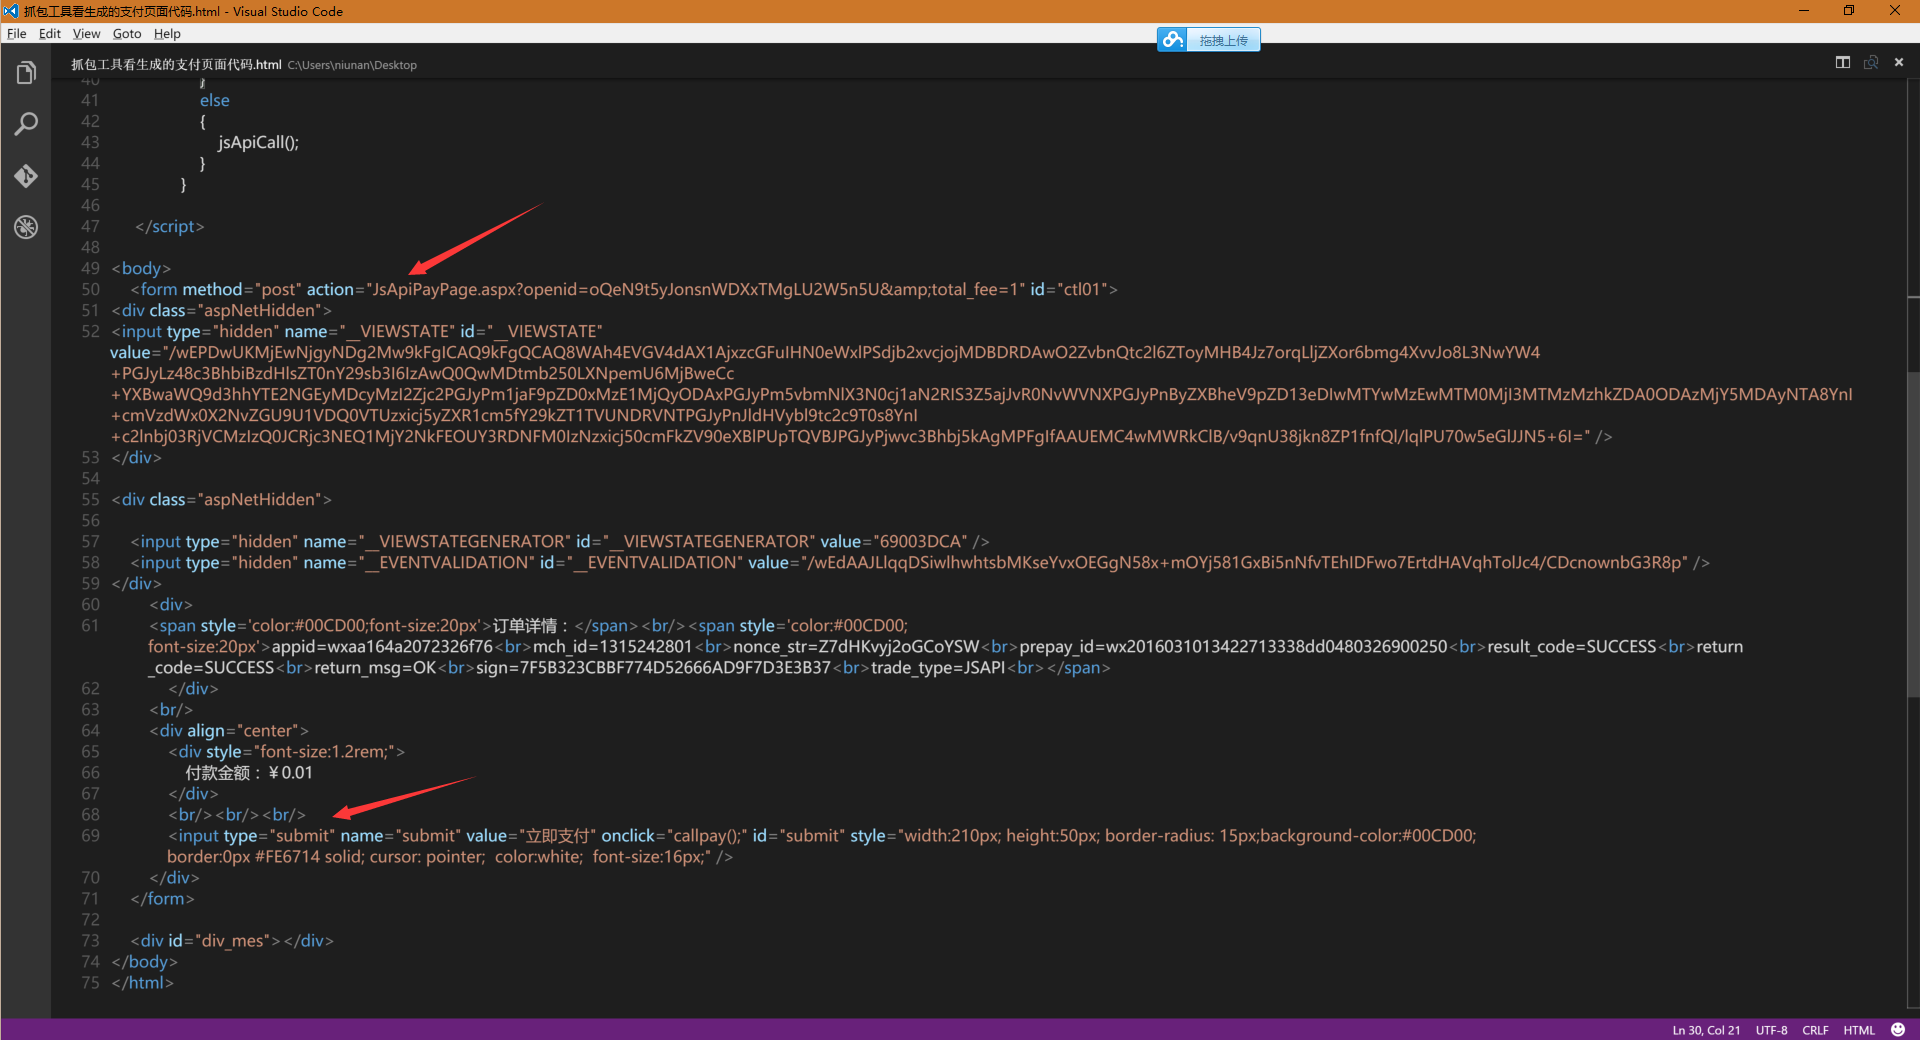 抓包工具看生成的支付页面代码.html - Visual Studio Code
File Edit View Goto Help
拖拽上传
抓包工具看生成的支付页面代码.html C:\Users\niunan\Desktop
40 }
41 else
42 {
43 jsApiCall();
44 }
45 }
46
47 </script>
48
49 <body>
50 <form method="post" action="JsApiPayPage.aspx?openid=oQeN9t5yJonsnWDXxTMgLU2W5n5U&amp;total_fee=1" id="ctl01">
51 <div class="aspNetHidden">
52 <input type="hidden" name="__VIEWSTATE" id="__VIEWSTATE"
value="/wEPDwUKMjEwNjgyNDg2Mw9kFgICAQ9kFgQCAQ8WAh4EVGV4dAX1AjxzcGFuIHN0eWxlPSdjb2xvcjojMDBDRDAwO2ZvbnQtc2l6ZToyMHB4Jz7orqLljZXor6bmg4XvvJo8L3NwYW4
+PGJyLz48c3BhbiBzdHlsZT0nY29sb3I6IzAwQ0QwMDtmb250LXNpemU6MjBweCc
+YXBwaWQ9d3hhYTE2NGEyMDcyMzI2Zjc2PGJyPm1jaF9pZD0xMzE1MjQyODAxPGJyPm5vbmNlX3N0cj1aN2RIS3Z5ajJvR0NvWVNXPGJyPnByZXBheV9pZD13eDIwMTYwMzEwMTM0MjI3MTMzMzhkZDA0ODAzMjY5MDAyNTA8YnI
+cmVzdWx0X2NvZGU9U1VDQ0VTUzxicj5yZXR1cm5fY29kZT1TVUNDRVNTPGJyPnJldHVybl9tc2c9T0s8YnI
+c2lnbj03RjVCMzIzQ0JCRjc3NEQ1MjY2NkFEOUY3RDNFM0IzNzxicj50cmFkZV90eXBlPUpTQVBJPGJyPjwvc3Bhbj5kAgMPFgIfAAUEMC4wMWRkClB/v9qnU38jkn8ZP1fnfQl/lqlPU70w5eGlJJN5+6I=" />
53 </div>
54
55 <div class="aspNetHidden">
56
57 <input type="hidden" name="__VIEWSTATEGENERATOR" id="__VIEWSTATEGENERATOR" value="69003DCA" />
58 <input type="hidden" name="__EVENTVALIDATION" id="__EVENTVALIDATION" value="/wEdAAJLlqqDSiwlhwhtsbMKseYvxOEGgN58x+mOYj581GxBi5nNfvTEhIDFwo7ErtdHAVqhTolJc4/CDcnownbG3R8p" />
59 </div>
60 <div>
61 <span style='color:#00CD00;font-size:20px'>订单详情：</span><br/><span style='color:#00CD00;
font-size:20px'>appid=wxaa164a2072326f76<br>mch_id=1315242801<br>nonce_str=Z7dHKvyj2oGCoYSW<br>prepay_id=wx2016031013422713338dd0480326900250<br>result_code=SUCCESS<br>return
_code=SUCCESS<br>return_msg=OK<br>sign=7F5B323CBBF774D52666AD9F7D3E3B37<br>trade_type=JSAPI<br></span>
62 </div>
63 <br/>
64 <div align="center">
65 <div style="font-size:1.2rem;">
66 付款金额：￥0.01
67 </div>
68 <br/><br/><br/>
69 <input type="submit" name="submit" value="立即支付" onclick="callpay();" id="submit" style="width:210px; height:50px; border-radius: 15px;background-color:#00CD00;
border:0px #FE6714 solid; cursor: pointer;  color:white;  font-size:16px;" />
70 </div>
71 </form>
72
73 <div id="div_mes"></div>
74 </body>
75 </html>
Ln 30, Col 21 UTF-8 CRLF HTML